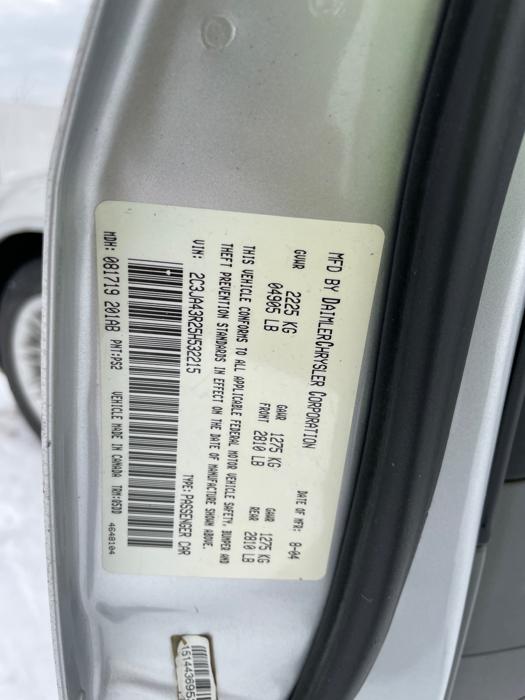 MFD BY DAIMLERCHRYSLER CORPORATION
DATE OF MFR: 8-04
GVWR 2225 KG
04905 LB
GAWR FRONT 1275 KG
2810 LB
GAWR REAR 1275 KG
2810 LB
THIS VEHICLE CONFORMS TO ALL APPLICABLE FEDERAL MOTOR VEHICLE SAFETY, BUMPER AND
THEFT PREVENTION STANDARDS IN EFFECT ON THE DATE OF MANUFACTURE SHOWN ABOVE.
VIN: 2C3JA43R25H532215 TYPE: PASSENGER CAR
MDH: 081719 201AB PNT:PS2 VEHICLE MADE IN CANADA TRM:K5DD
4648104